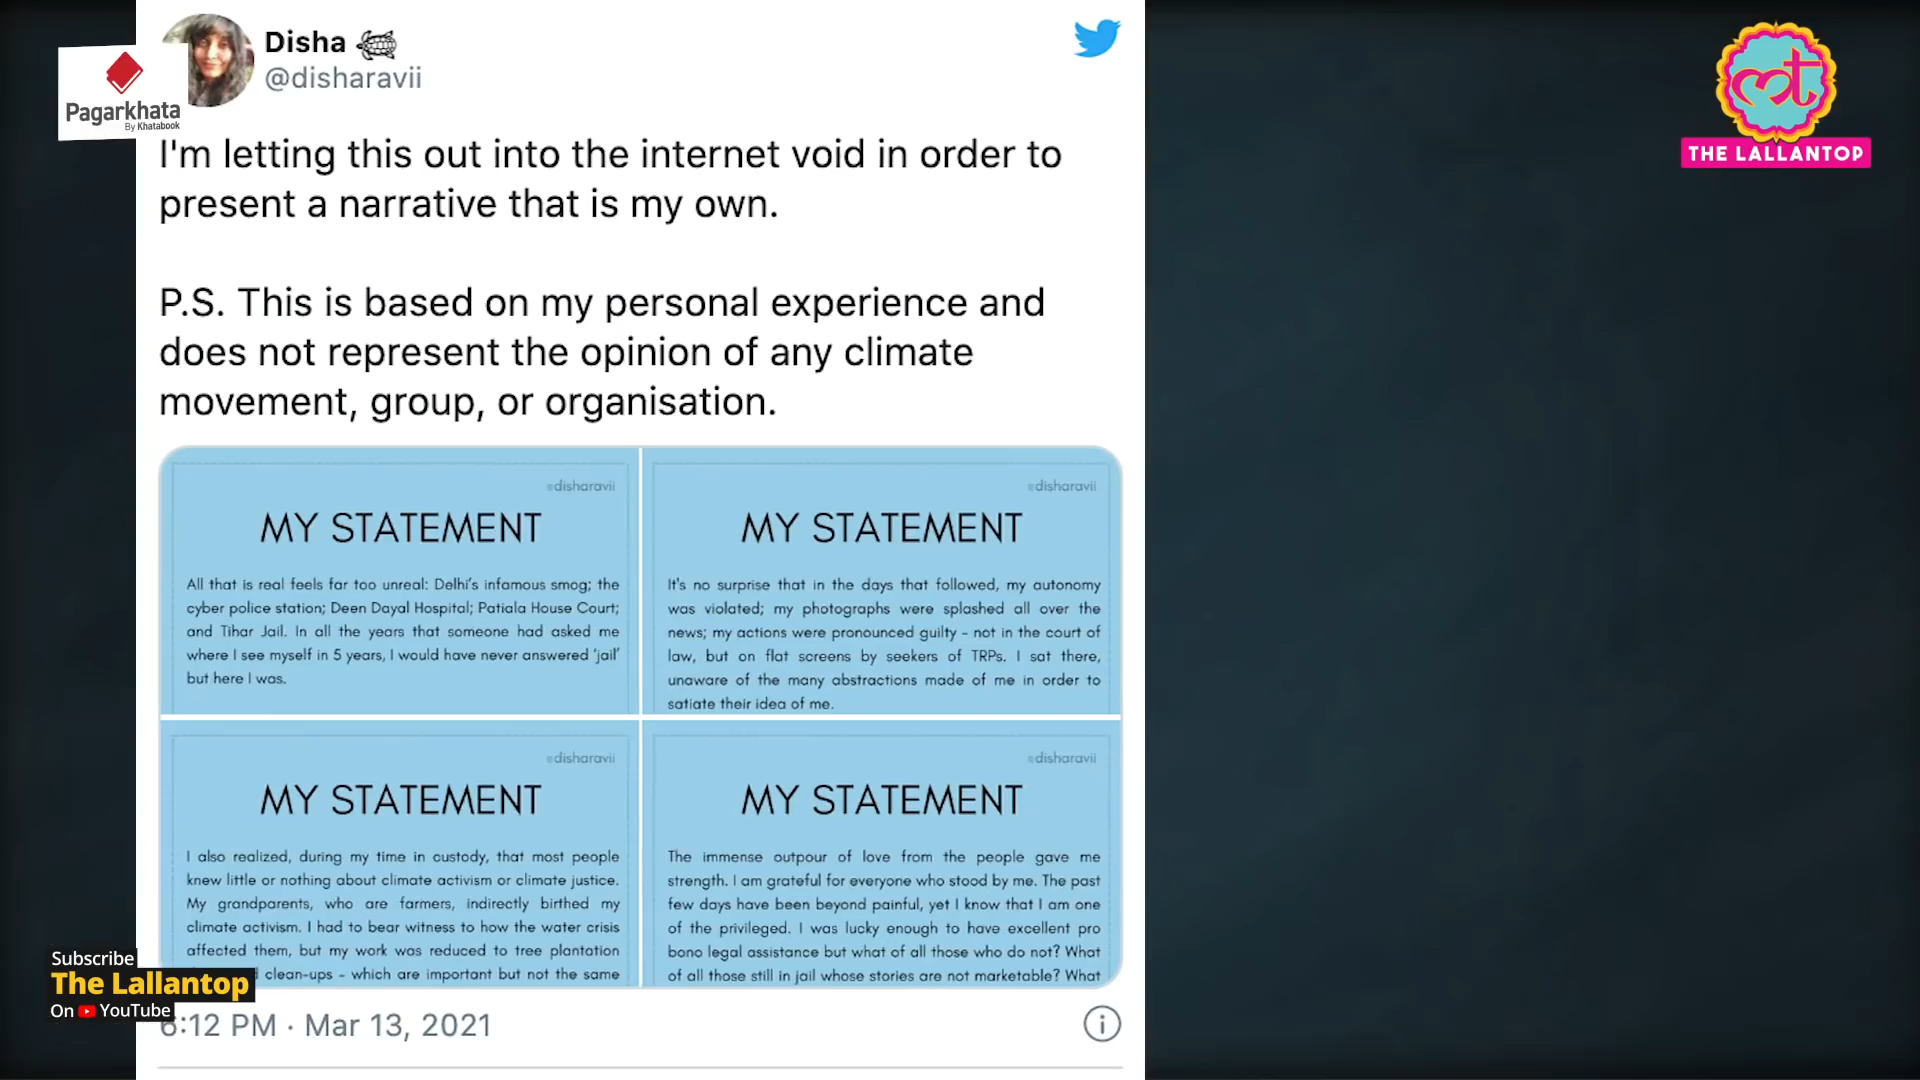 Disha
@disharavii
Pagarkhata
By Khatabook
मत
THE LALLANTOP
I'm letting this out into the internet void in order to
present a narrative that is my own.
P.S. This is based on my personal experience and
does not represent the opinion of any climate
movement, group, or organisation.
@disharavii
MY STATEMENT
All that is real feels far too unreal: Delhi's infamous smog; the
cyber police station; Deen Dayal Hospital; Patiala House Court;
and Tihar Jail. In all the years that someone had asked me
where I see myself in 5 years, I would have never answered 'jail'
but here I was.
@disharavii
MY STATEMENT
It's no surprise that in the days that followed, my autonomy
was violated; my photographs were splashed all over the
news; my actions were pronounced guilty - not in the court of
law, but on flat screens by seekers of TRPs. I sat there,
unaware of the many abstractions made of me in order to
satiate their idea of me.
@disharavii
MY STATEMENT
I also realized, during my time in custody, that most people
knew little or nothing about climate activism or climate justice.
My grandparents, who are farmers, indirectly birthed my
climate activism. I had to bear witness to how the water crisis
affected them, but my work was reduced to tree plantation
clean-ups - which are important but not the same
@disharavii
MY STATEMENT
The immense outpour of love from the people gave me
strength. I am grateful for everyone who stood by me. The past
few days have been beyond painful, yet I know that I am one
of the privileged. I was lucky enough to have excellent pro
bono legal assistance but what of all those who do not? What
of all those still in jail whose stories are not marketable? What
Subscribe
The Lallantop
On YouTube
6:12 PM · Mar 13, 2021